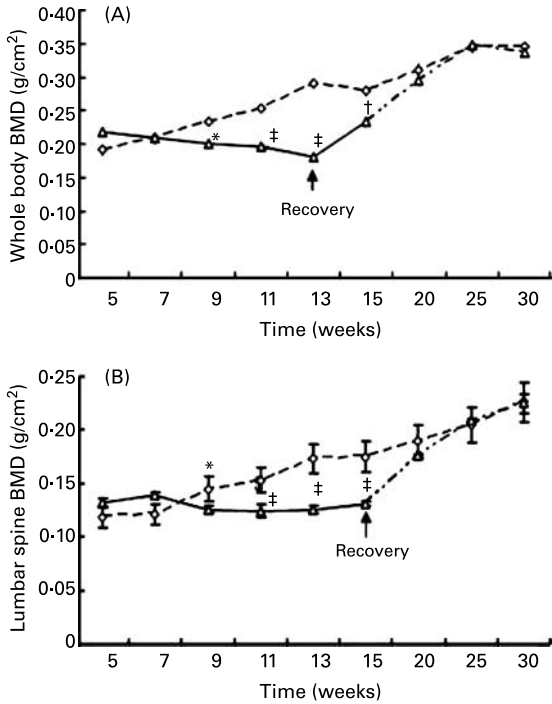 (A)
Whole body BMD (g/cm²)
0·40
0·35
0·30
0·25
0·20
0·15
0·10
0·05
0
* ‡ ‡ †
Recovery
5 7 9 11 13 15 20 25 30
Time (weeks)
(B)
Lumbar spine BMD (g/cm²)
0·25
0·20
0·15
0·10
0·05
0
* ‡ ‡ ‡
Recovery
5 7 9 11 13 15 20 25 30
Time (weeks)